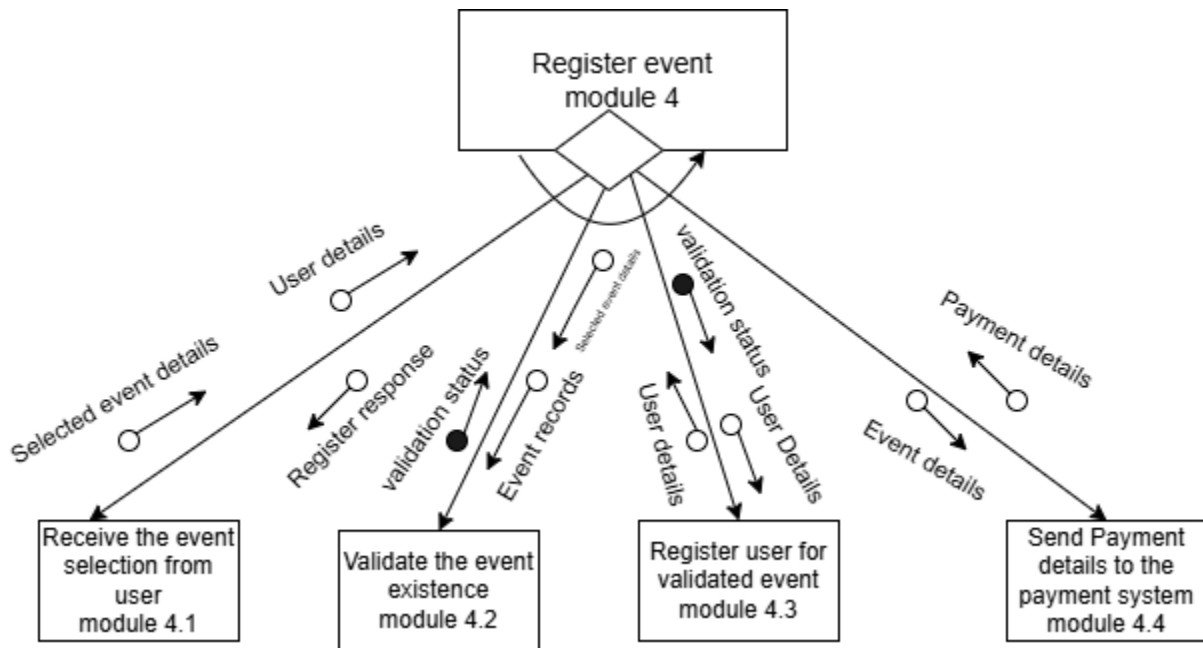 Register event
module 4
User details
Selected event details
Register response
validation status
Selected event details
Event records
validation status
User details
User Details
Payment details
Event details
Receive the event
selection from
user
module 4.1
Validate the event
existence
module 4.2
Register user for
validated event
module 4.3
Send Payment
details to the
payment system
module 4.4